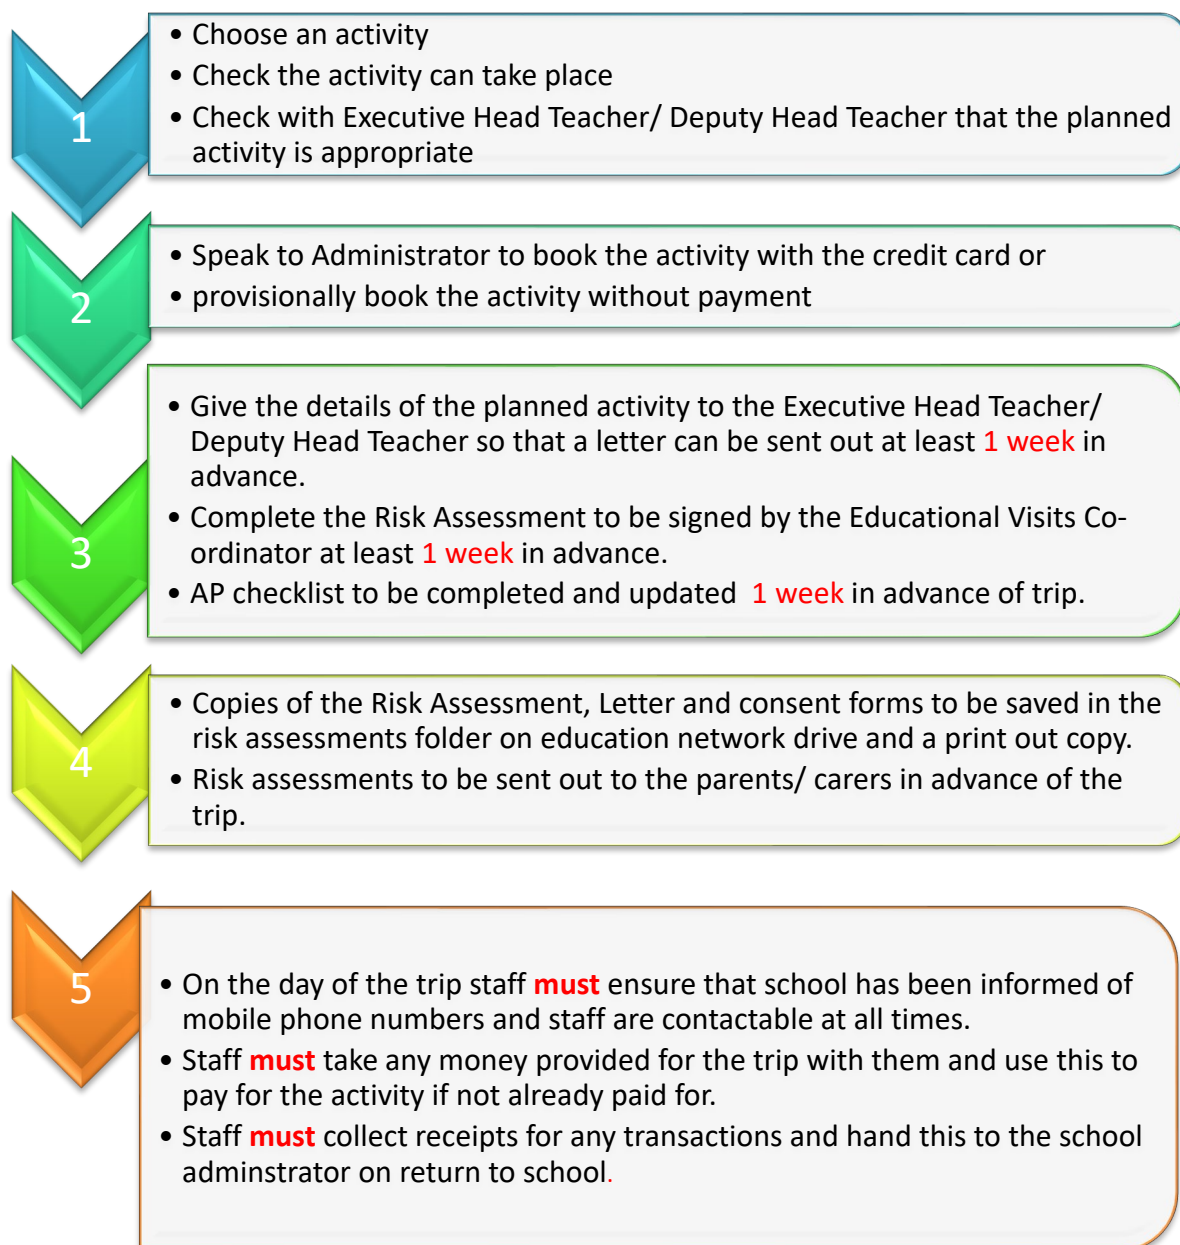 1
• Choose an activity
• Check the activity can take place
• Check with Executive Head Teacher/ Deputy Head Teacher that the planned
activity is appropriate
2
• Speak to Administrator to book the activity with the credit card or
• provisionally book the activity without payment
3
• Give the details of the planned activity to the Executive Head Teacher/
Deputy Head Teacher so that a letter can be sent out at least 1 week in
advance.
• Complete the Risk Assessment to be signed by the Educational Visits Co-
ordinator at least 1 week in advance.
• AP checklist to be completed and updated 1 week in advance of trip.
4
• Copies of the Risk Assessment, Letter and consent forms to be saved in the
risk assessments folder on education network drive and a print out copy.
• Risk assessments to be sent out to the parents/ carers in advance of the
trip.
5
• On the day of the trip staff must ensure that school has been informed of
mobile phone numbers and staff are contactable at all times.
• Staff must take any money provided for the trip with them and use this to
pay for the activity if not already paid for.
• Staff must collect receipts for any transactions and hand this to the school
adminstrator on return to school.